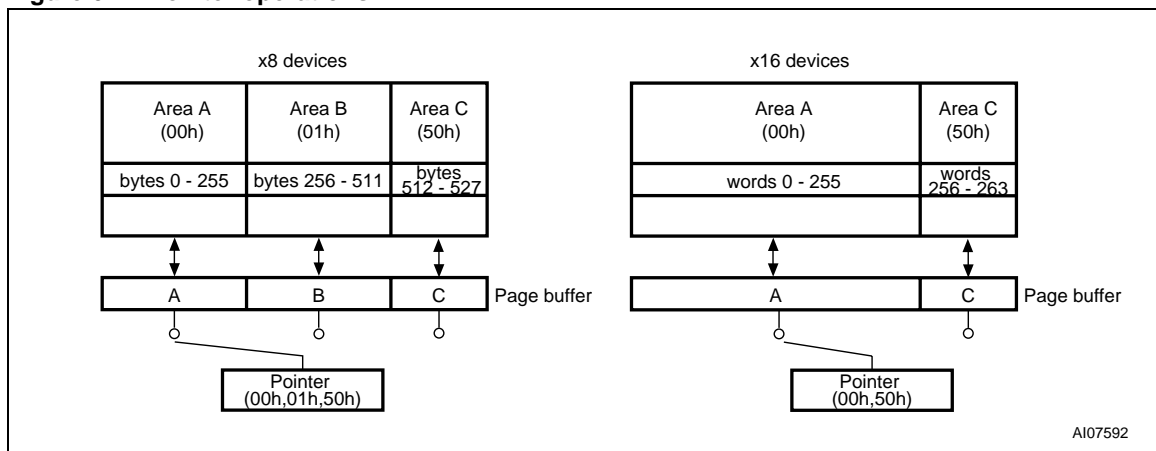 x8 devices
Area A
(00h)
Area B
(01h)
Area C
(50h)
bytes 0 - 255
bytes 256 - 511
bytes
512 - 527
A
B
C
Page buffer
Pointer
(00h,01h,50h)
x16 devices
Area A
(00h)
Area C
(50h)
words 0 - 255
words
256 - 263
A
C
Page buffer
Pointer
(00h,50h)
AI07592